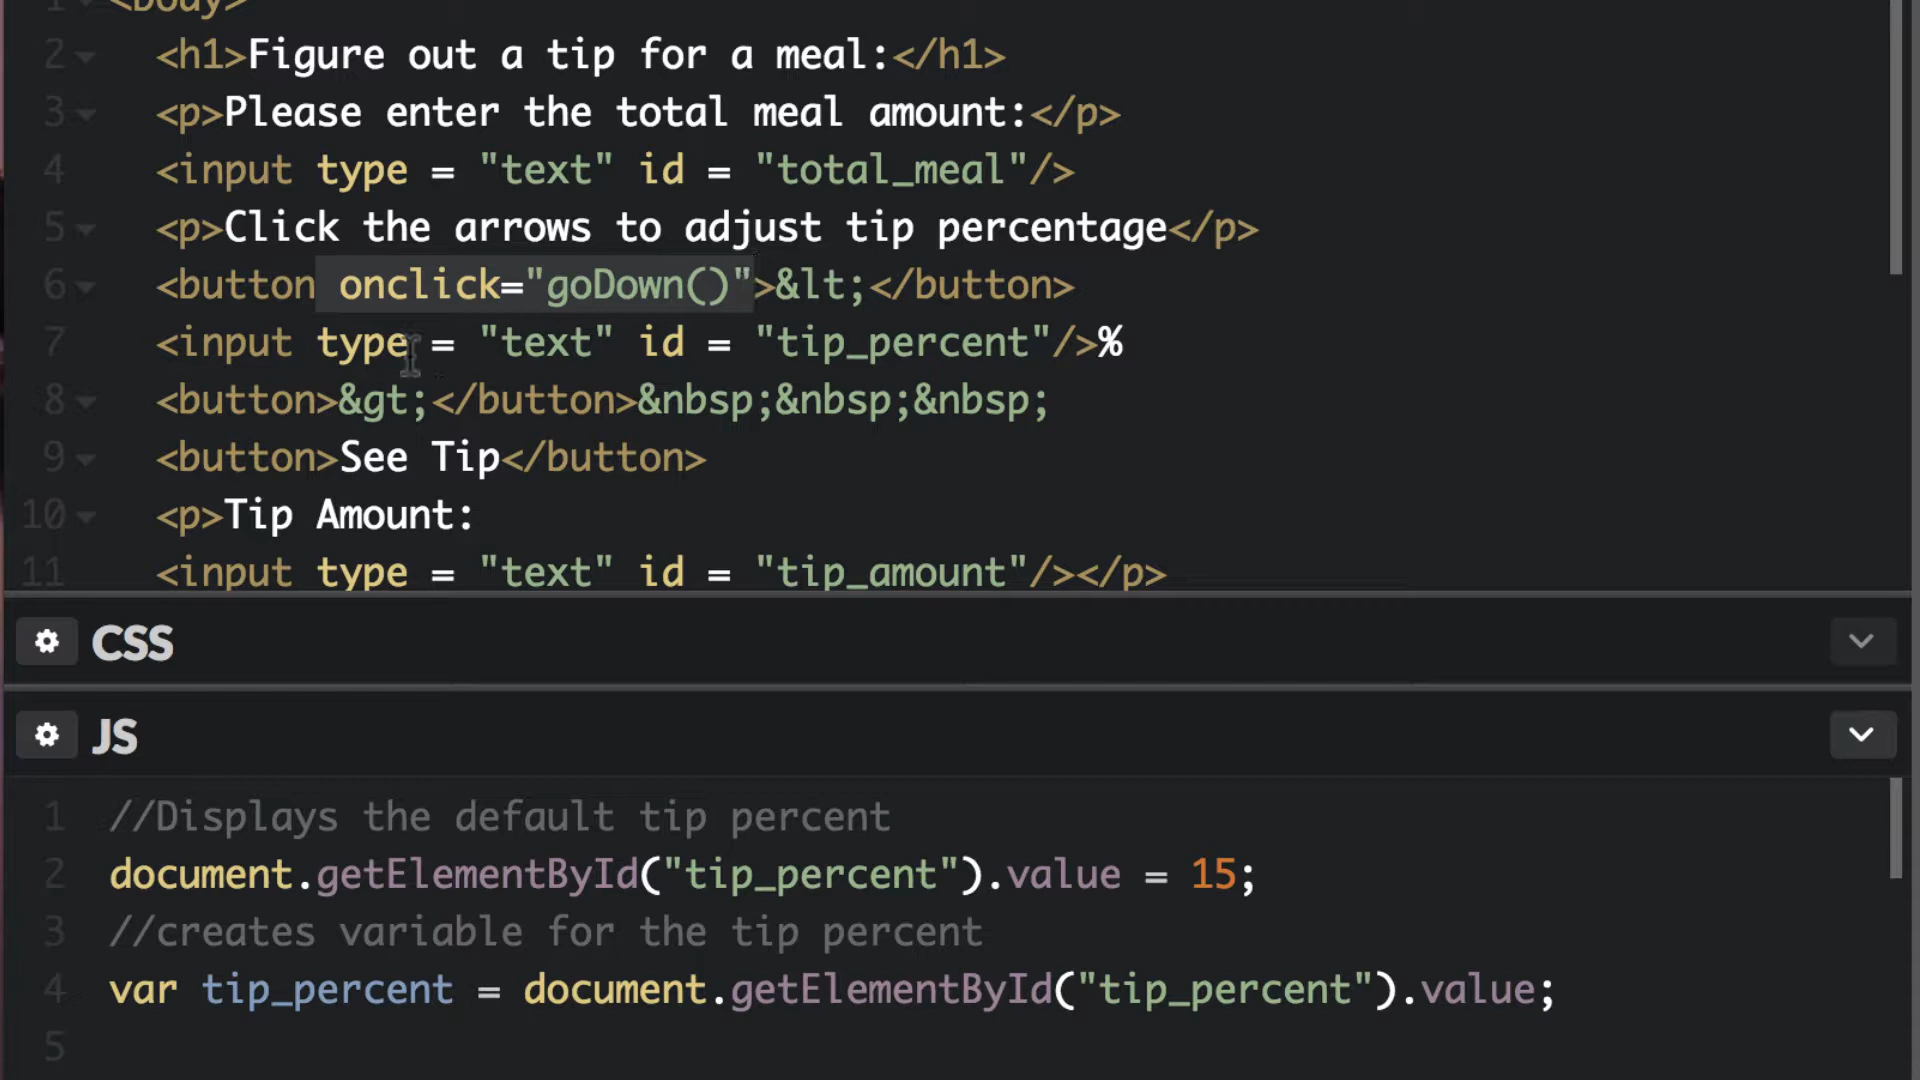 1 <body>
2 <h1>Figure out a tip for a meal:</h1>
3 <p>Please enter the total meal amount:</p>
4 <input type = "text" id = "total_meal"/>
5 <p>Click the arrows to adjust tip percentage</p>
6 <button onclick="goDown()">&lt;</button>
7 <input type = "text" id = "tip_percent"/>%
8 <button>&gt;</button>&nbsp;&nbsp;&nbsp;
9 <button>See Tip</button>
10 <p>Tip Amount:
11 <input type = "text" id = "tip_amount"/></p>
CSS
JS
1 //Displays the default tip percent
2 document.getElementById("tip_percent").value = 15;
3 //creates variable for the tip percent
4 var tip_percent = document.getElementById("tip_percent").value;
5